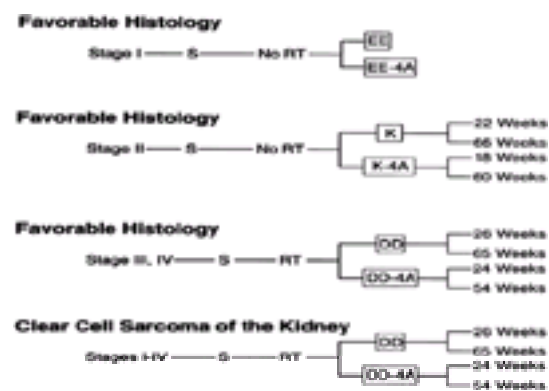 Favorable Histology
EE
Stage I S No RT
EE-4A
Favorable Histology
22 Weeks
K
66 Weeks
Stage II S No RT
18 Weeks
K-4A
60 Weeks
Favorable Histology
26 Weeks
DD
65 Weeks
Stage III, IV S RT
24 Weeks
DD-4A
54 Weeks
Clear Cell Sarcoma of the Kidney
26 Weeks
DD
65 Weeks
Stages I-IV S RT
24 Weeks
DD-4A
54 Weeks